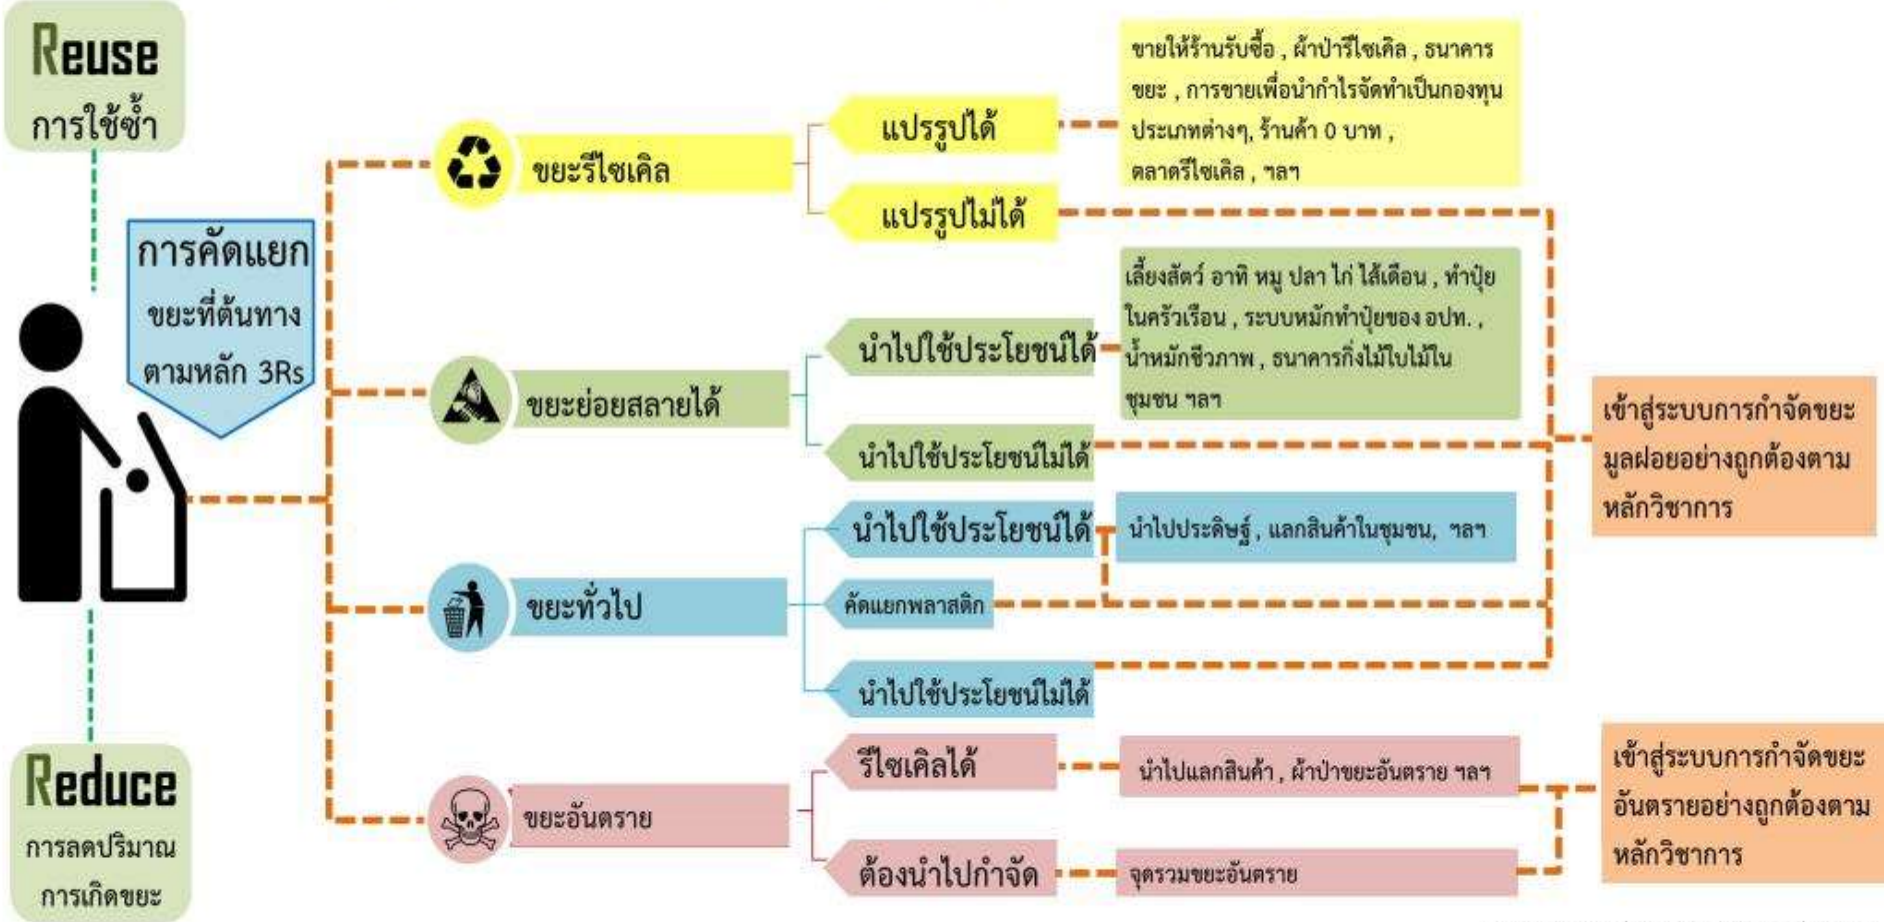 Reuse
การใช้ซ้ำ
การคัดแยก
ขยะที่ต้นทาง
ตามหลัก 3Rs
Reduce
การลดปริมาณ
การเกิดขยะ
ขยะรีไซเคิล
แปรรูปได้
ขายให้ร้านรับซื้อ , ผ้าป่ารีไซเคิล , ธนาคาร
ขยะ , การขายเพื่อนำกำไรจัดทำเป็นกองทุน
ประเภทต่างๆ, ร้านค้า 0 บาท ,
ตลาดรีไซเคิล , ฯลฯ
แปรรูปไม่ได้
ขยะย่อยสลายได้
นำไปใช้ประโยชน์ได้
เลี้ยงสัตว์ อาทิ หมู ปลา ไก่ ไส้เดือน , ทำปุ๋ย
ในครัวเรือน , ระบบหมักทำปุ๋ยของ อปท. ,
น้ำหมักชีวภาพ , ธนาคารกิ่งไม้ใบไม้ใน
ชุมชน ฯลฯ
นำไปใช้ประโยชน์ไม่ได้
ขยะทั่วไป
นำไปใช้ประโยชน์ได้
นำไปประดิษฐ์ , แลกสินค้าในชุมชน, ฯลฯ
คัดแยกพลาสติก
นำไปใช้ประโยชน์ไม่ได้
เข้าสู่ระบบการกำจัดขยะ
มูลฝอยอย่างถูกต้องตาม
หลักวิชาการ
ขยะอันตราย
รีไซเคิลได้
นำไปแลกสินค้า , ผ้าป่าขยะอันตราย ฯลฯ
ต้องนำไปกำจัด
จุดรวมขยะอันตราย
เข้าสู่ระบบการกำจัดขยะ
อันตรายอย่างถูกต้องตาม
หลักวิชาการ